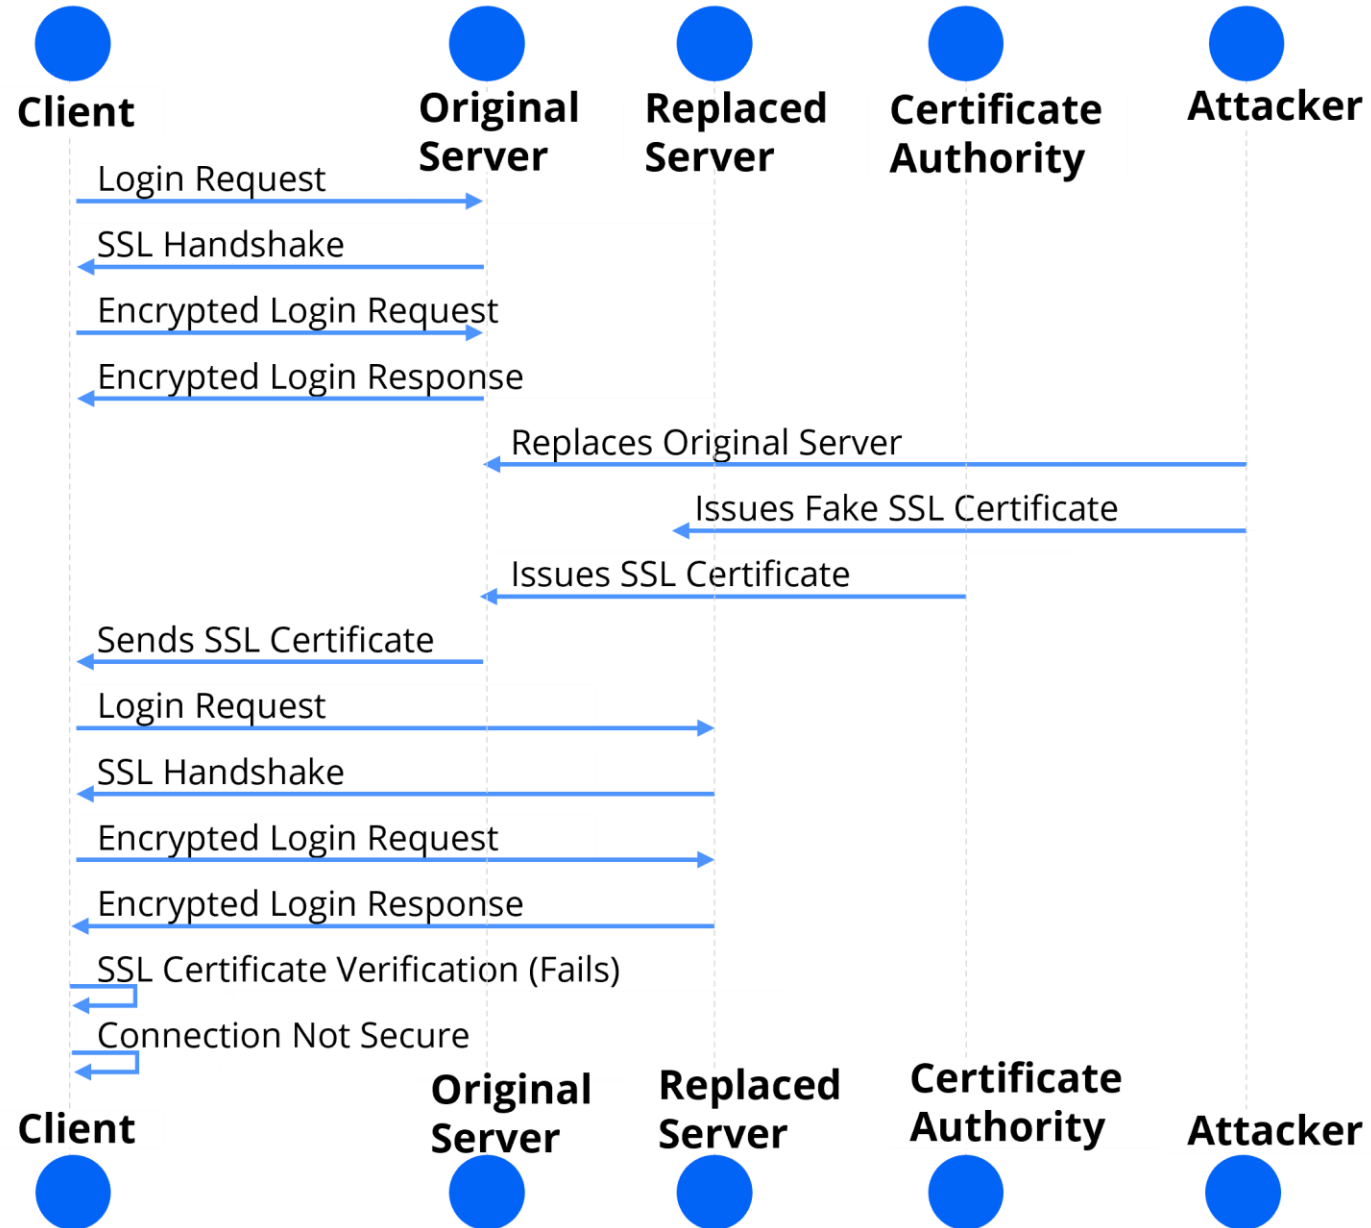 Client
Original
Server
Replaced
Server
Certificate
Authority
Attacker
Login Request
SSL Handshake
Encrypted Login Request
Encrypted Login Response
Replaces Original Server
Issues Fake SSL Certificate
Issues SSL Certificate
Sends SSL Certificate
Login Request
SSL Handshake
Encrypted Login Request
Encrypted Login Response
SSL Certificate Verification (Fails)
Connection Not Secure
Client
Original
Server
Replaced
Server
Certificate
Authority
Attacker